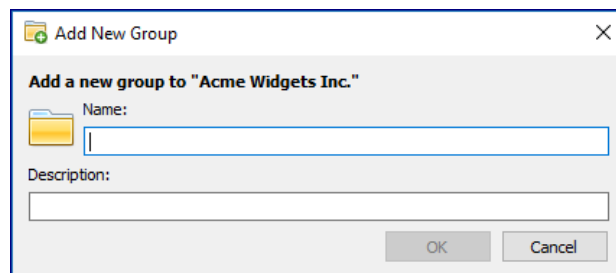 Add New Group
Add a new group to "Acme Widgets Inc."
Name:
Description:
OK
Cancel